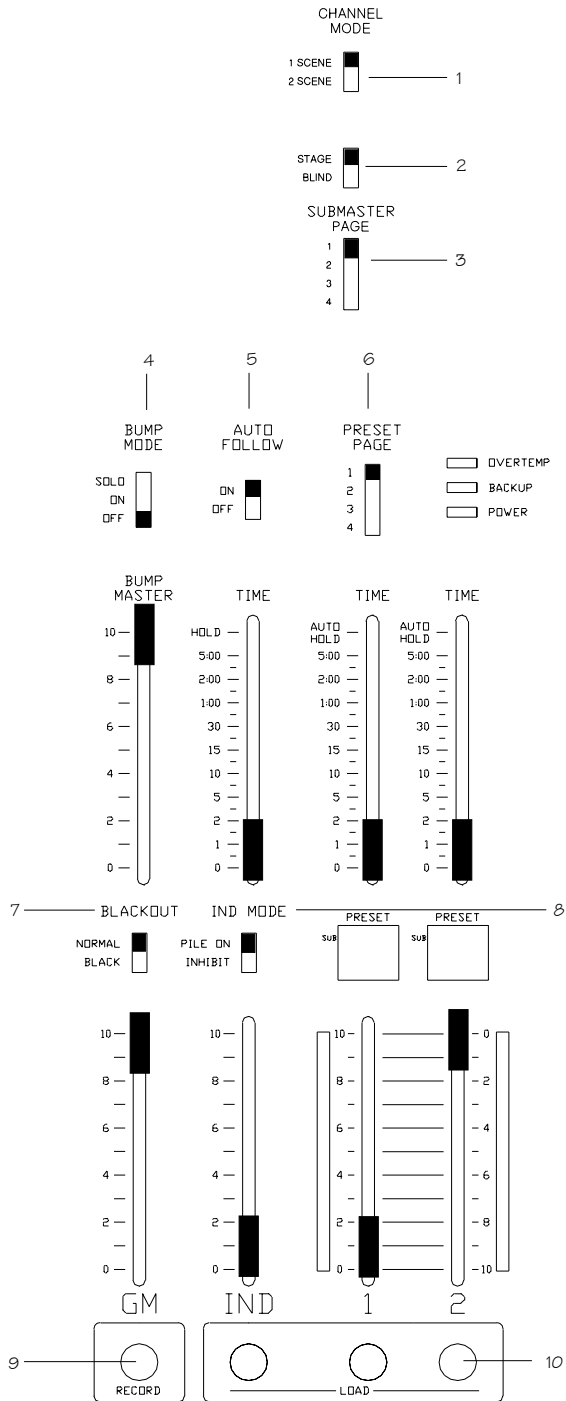 CHANNEL
MODE
1 SCENE
2 SCENE
1
STAGE
BLIND
2
SUBMASTER
PAGE
1
2
3
4
3
4 5 6
BUMP
MODE
SOLO
ON
OFF
AUTO
FOLLOW
ON
OFF
PRESET
PAGE
1
2
3
4
OVERTEMP
BACKUP
POWER
BUMP
MASTER
10
8
6
4
2
0
TIME
HOLD
5:00
2:00
1:00
30
15
10
5
2
1
0
TIME
AUTO
HOLD
5:00
2:00
1:00
30
15
10
5
2
1
0
TIME
AUTO
HOLD
5:00
2:00
1:00
30
15
10
5
2
1
0
7
BLACKOUT
NORMAL
BLACK
IND MODE
PILE ON
INHIBIT
8
PRESET
SUB
PRESET
SUB
10
8
6
4
2
0
GM
10
8
6
4
2
0
IND
10
8
6
4
2
0
1
0
2
4
6
8
10
2
9
RECORD
LOAD
10